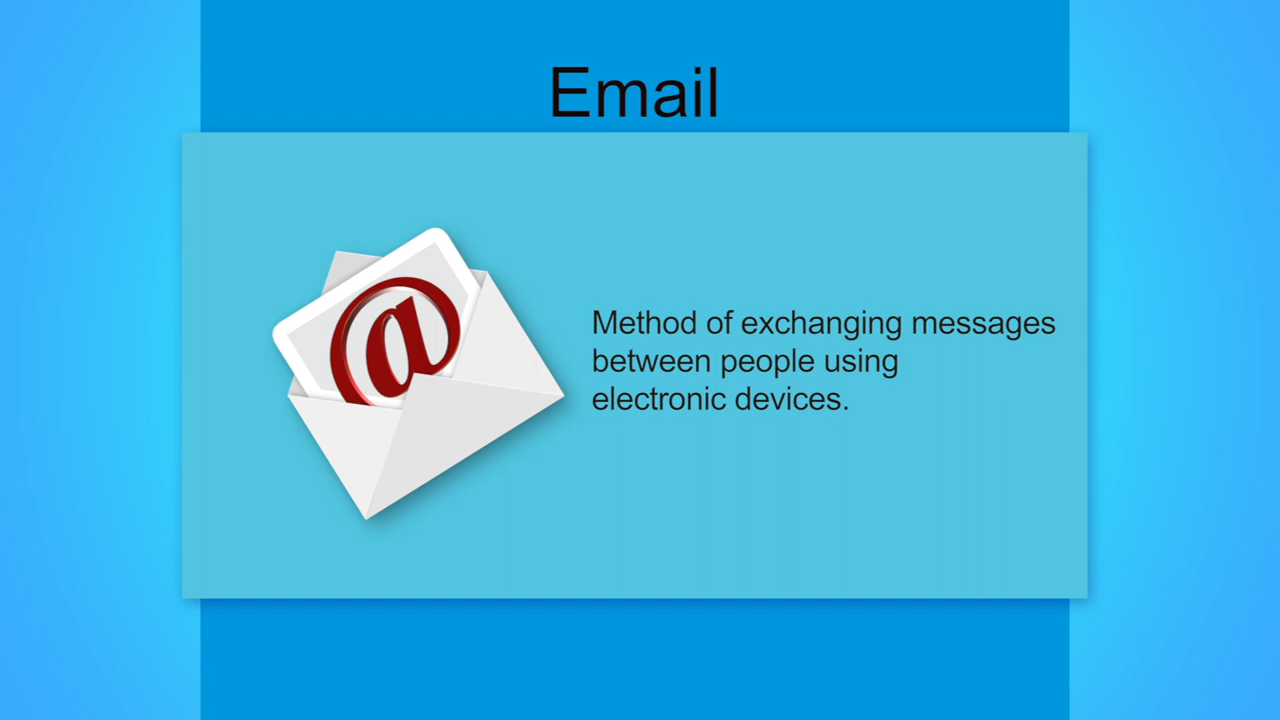 Email
@
Method of exchanging messages
between people using
electronic devices.